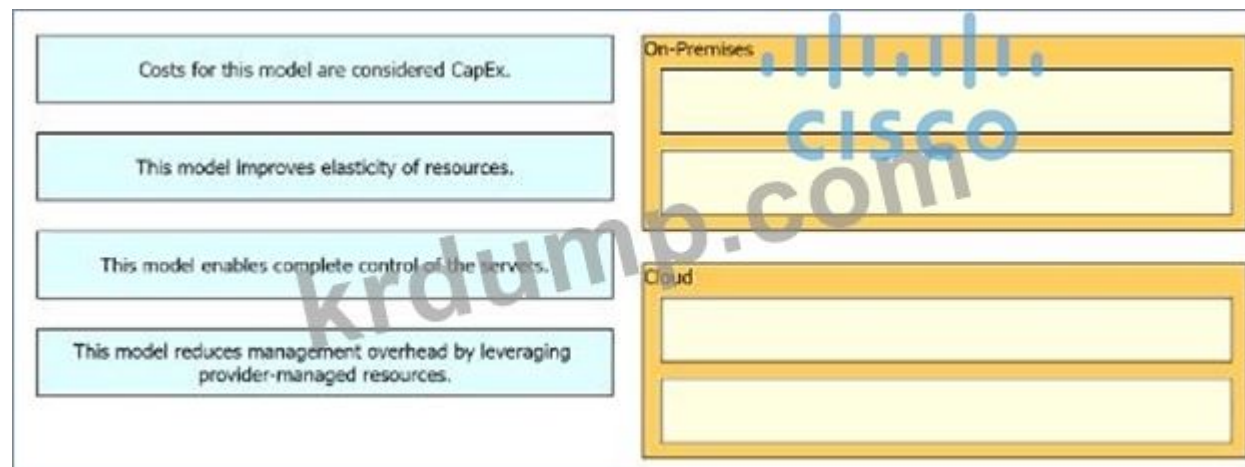 Costs for this model are considered CapEx.
This model improves elasticity of resources.
This model enables complete control of the servers.
This model reduces management overhead by leveraging
provider-managed resources.
On-Premises
CISCO
Cloud
krdump.com